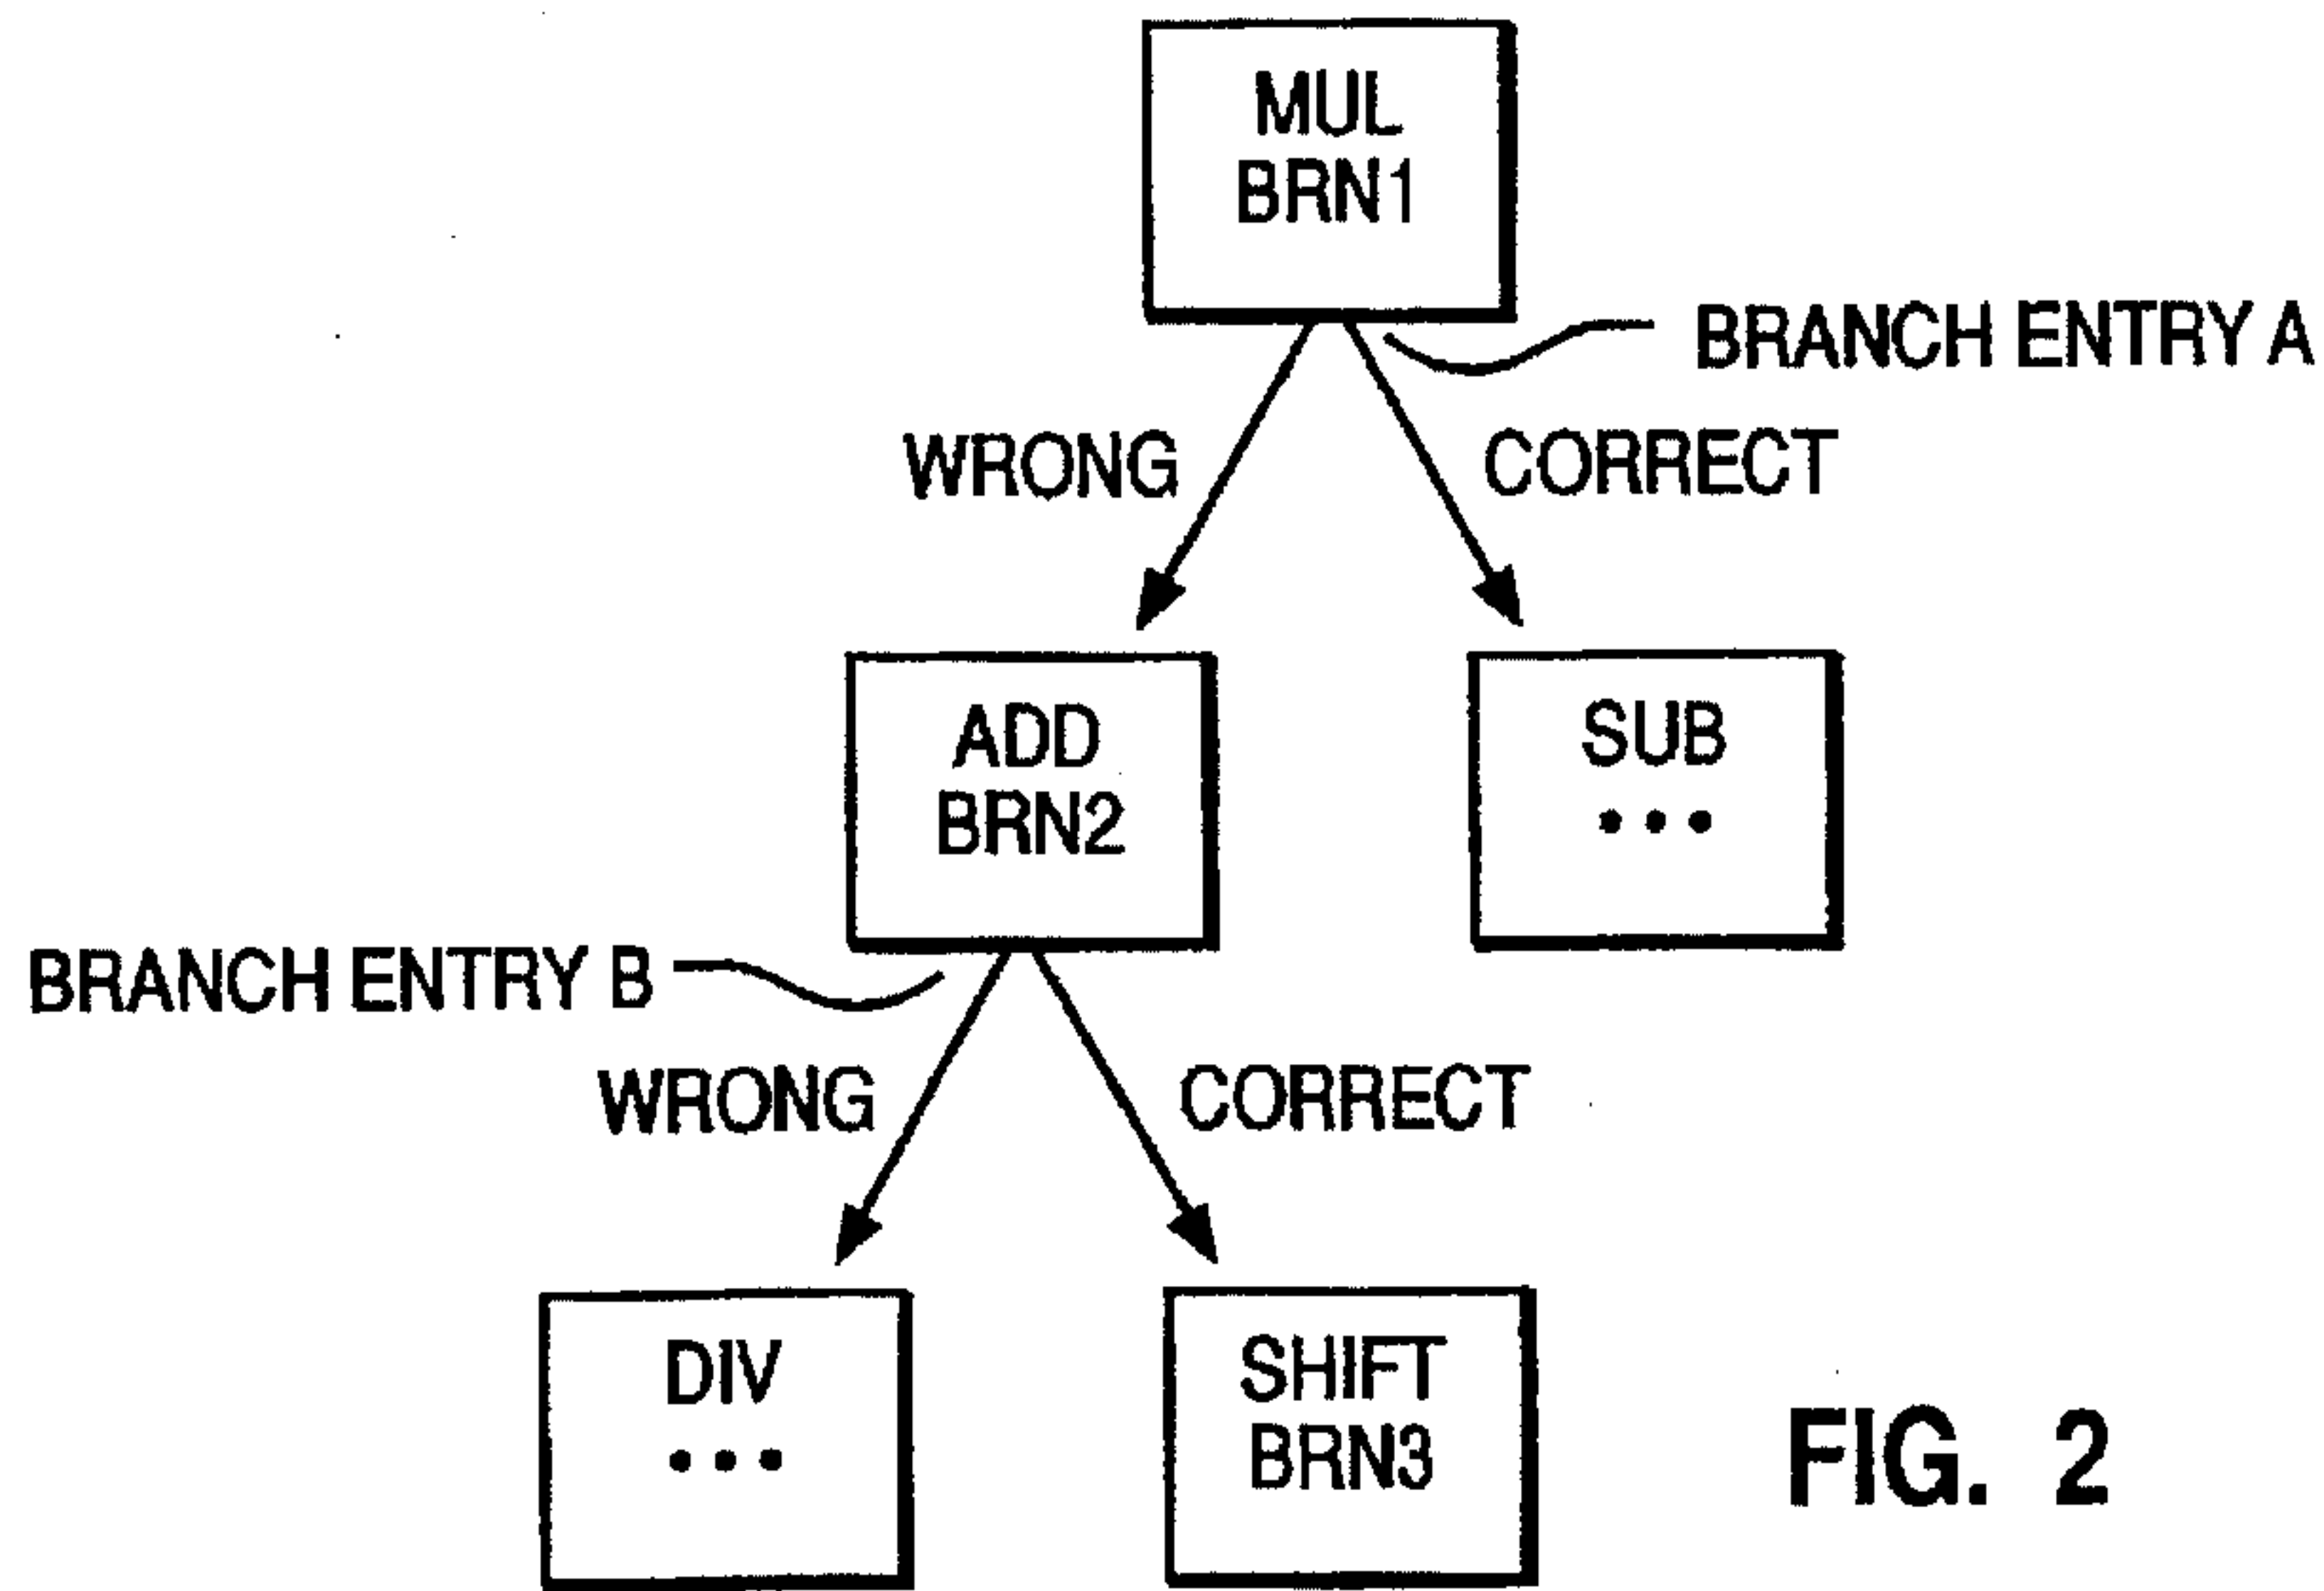 MUL
BRN1
BRANCH ENTRY A
WRONG
CORRECT
ADD
BRN2
SUB
•••
BRANCH ENTRY B
WRONG
CORRECT
DIV
•••
SHIFT
BRN3
FIG. 2